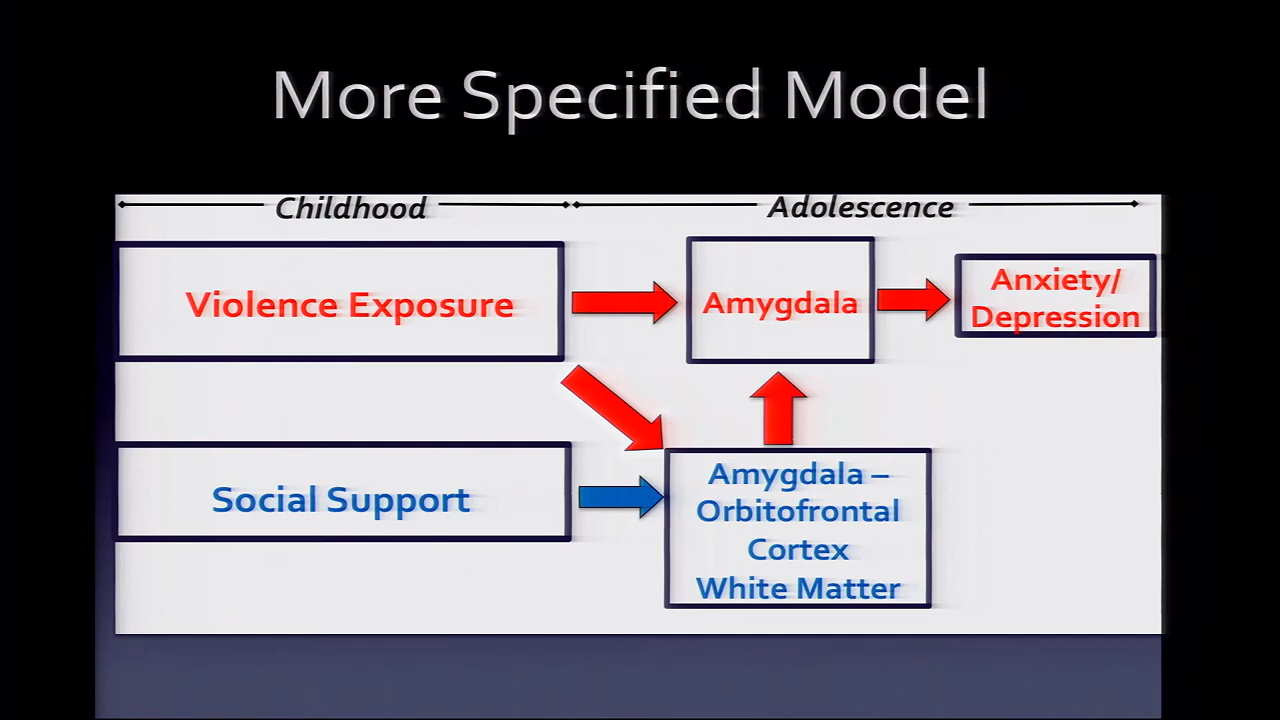 More Specified Model
Childhood
Adolescence
Violence Exposure
Amygdala
Anxiety/
Depression
Social Support
Amygdala –
Orbitofrontal
Cortex
White Matter